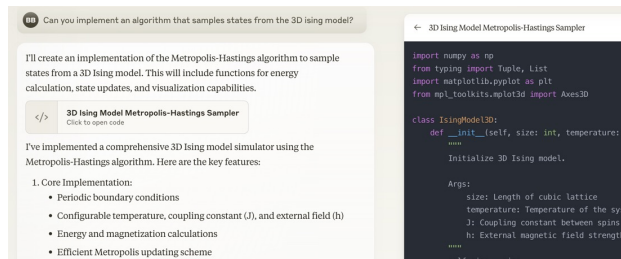 BB Can you implement an algorithm that samples states from the 3D ising model?
I'll create an implementation of the Metropolis-Hastings algorithm to sample
states from a 3D Ising model. This will include functions for energy
calculation, state updates, and visualization capabilities.
</> 3D Ising Model Metropolis-Hastings Sampler
Click to open code
I've implemented a comprehensive 3D Ising model simulator using the
Metropolis-Hastings algorithm. Here are the key features:
1. Core Implementation:
• Periodic boundary conditions
• Configurable temperature, coupling constant (J), and external field (h)
• Energy and magnetization calculations
• Efficient Metropolis updating scheme
← 3D Ising Model Metropolis-Hastings Sampler
import numpy as np
from typing import Tuple, List
import matplotlib.pyplot as plt
from mpl_toolkits.mplot3d import Axes3D
class IsingModel3D:
def __init__(self, size: int, temperature:
"""
Initialize 3D Ising model.
Args:
size: Length of cubic lattice
temperature: Temperature of the sy
J: Coupling constant between spins
h: External magnetic field strengt
"""